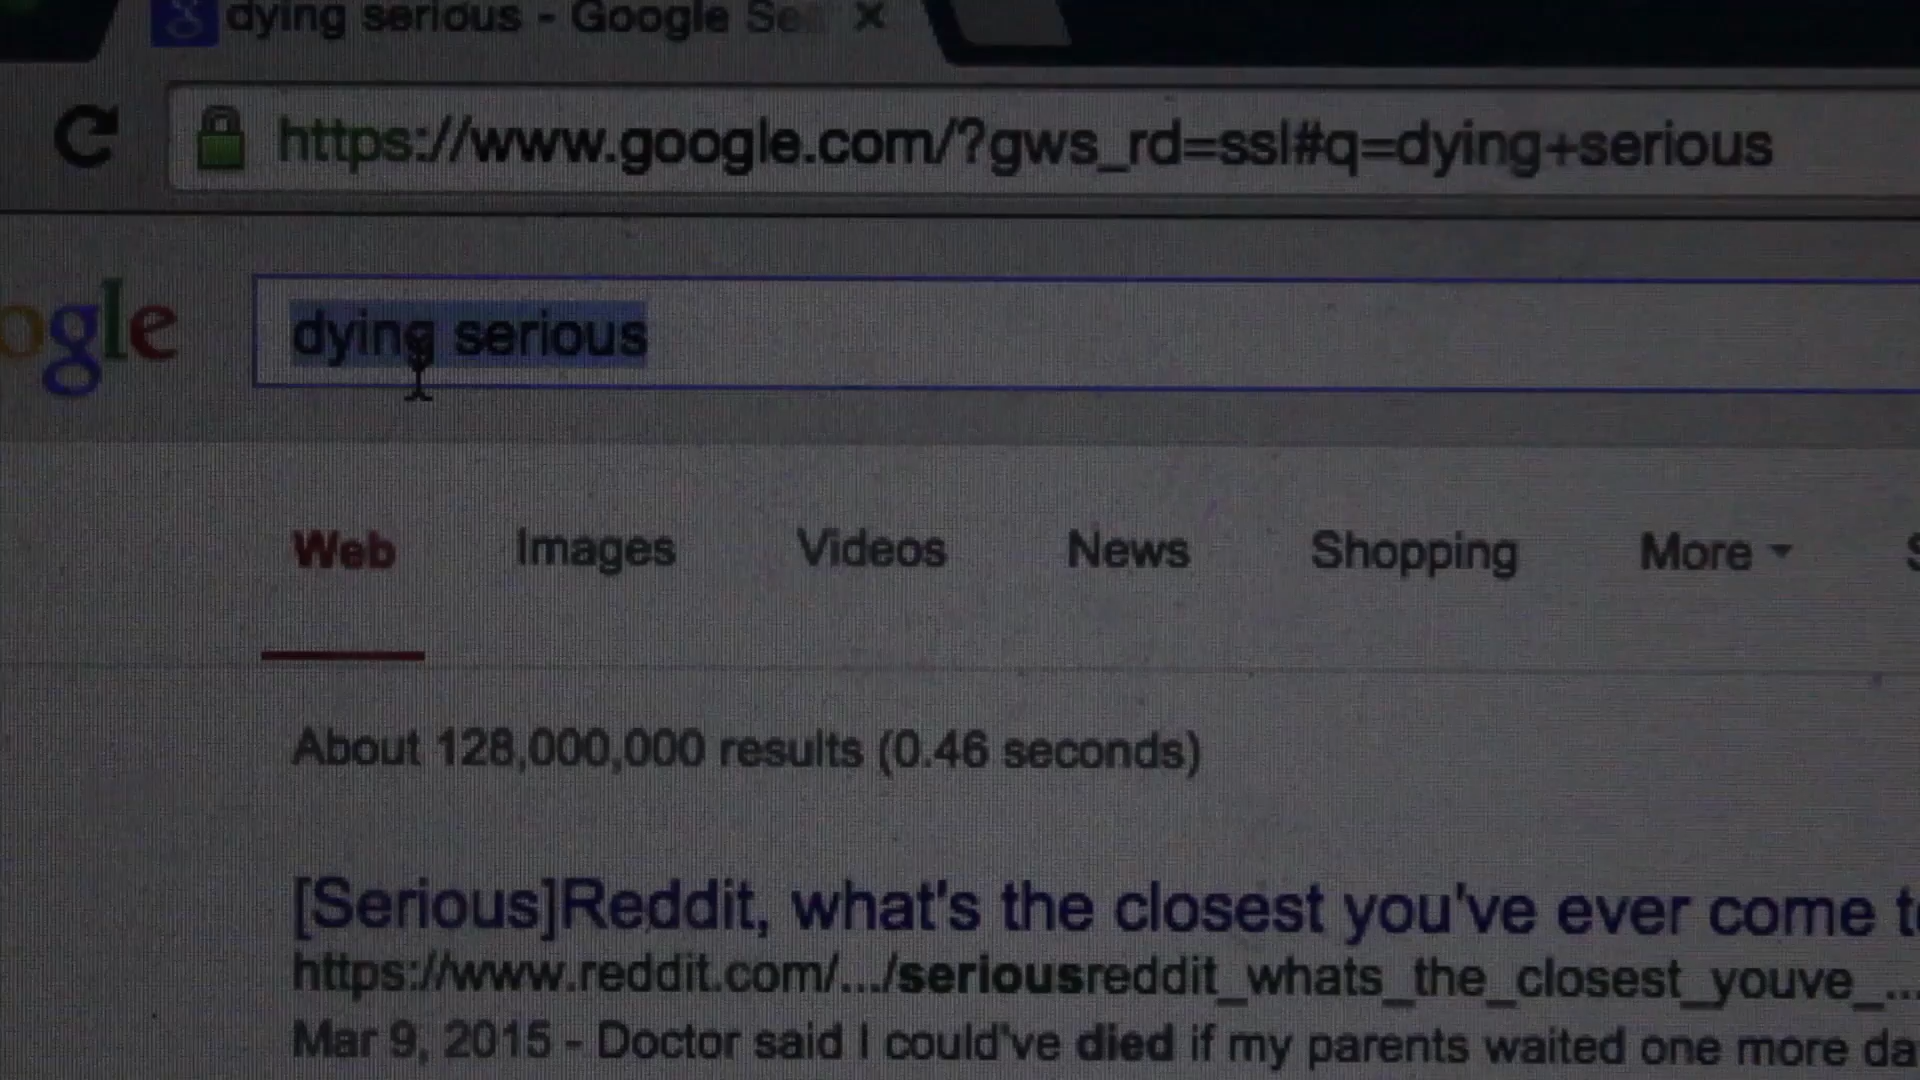 dying serious - Google Se
https://www.google.com/?gws_rd=ssl#q=dying+serious
ogle
dying serious
Web Images Videos News Shopping More
About 128,000,000 results (0.46 seconds)
[Serious]Reddit, what's the closest you've ever come
https://www.reddit.com/.../seriousreddit_whats_the_closest_youve_...
Mar 9, 2015 - Doctor said I could've died if my parents waited one more